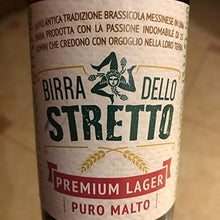 PIÙ ANTICA TRADIZIONE BRASSICOLA MESSINESE IN UNA
BIRRA PRODOTTA CON LA PASSIONE INDOMABILE DI
UOMINI CHE CREDONO CON ORGOGLIO NELLA LORO TERRA
BIRRA DELLO
STRETTO
PREMIUM LAGER
PURO MALTO